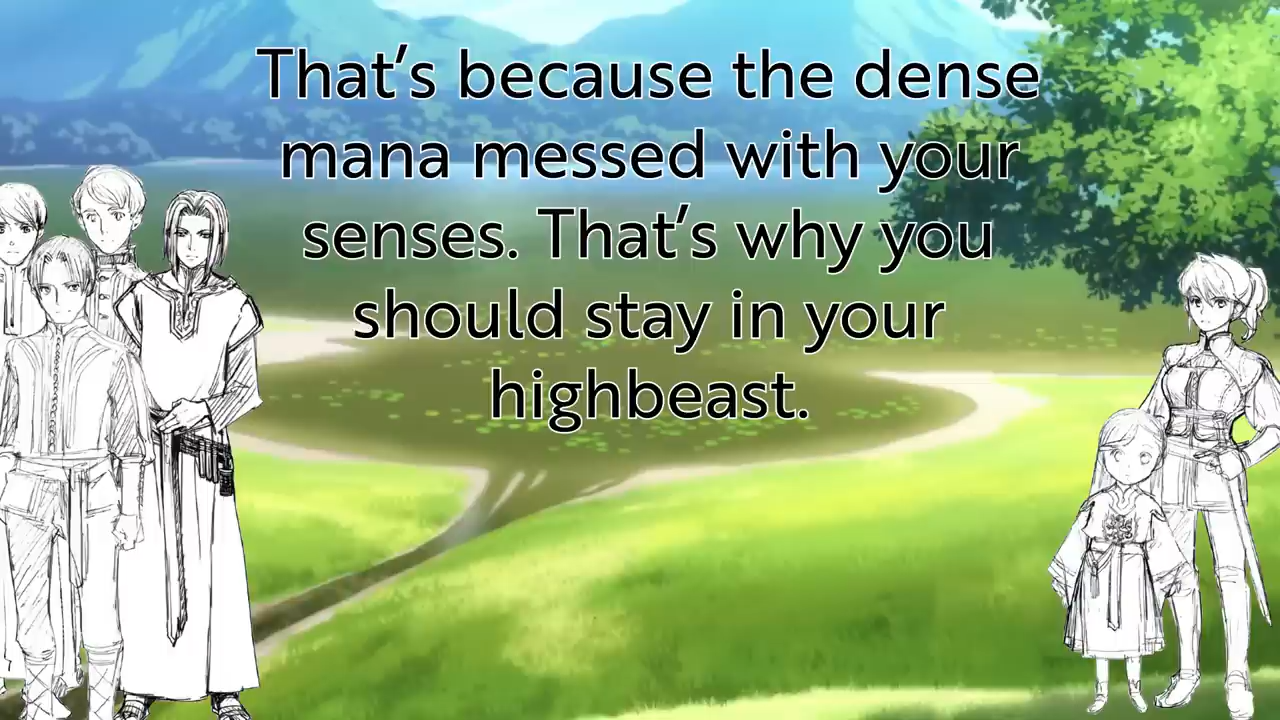 That's because the dense
mana messed with your
senses. That's why you
should stay in your
highbeast.